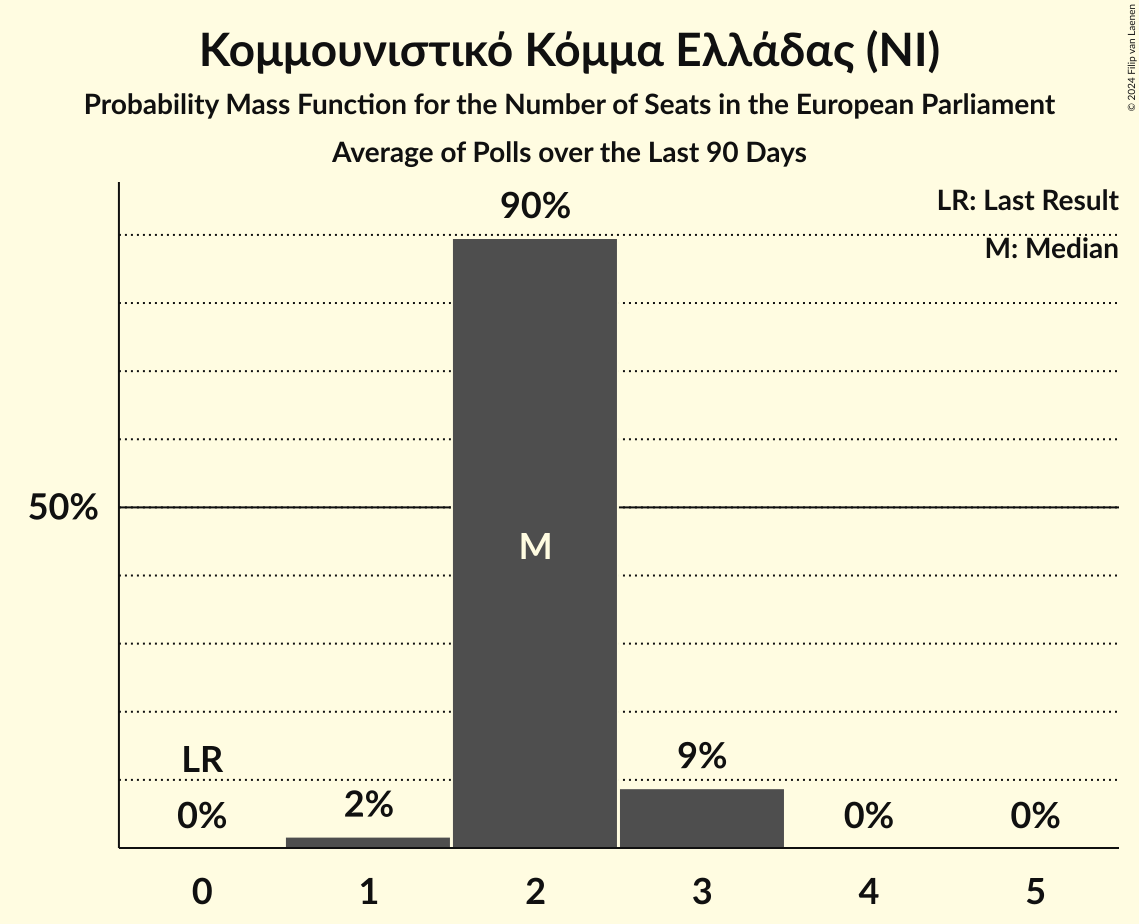 Κομμουνιστικό Κόμμα Ελλάδας (NI)
Probability Mass Function for the Number of Seats in the European Parliament
Average of Polls over the Last 90 Days
© 2024 Filip van Laenen
LR: Last Result
M: Median
90%
50%
M
LR
0%
2%
9%
0%
0%
0
1
2
3
4
5